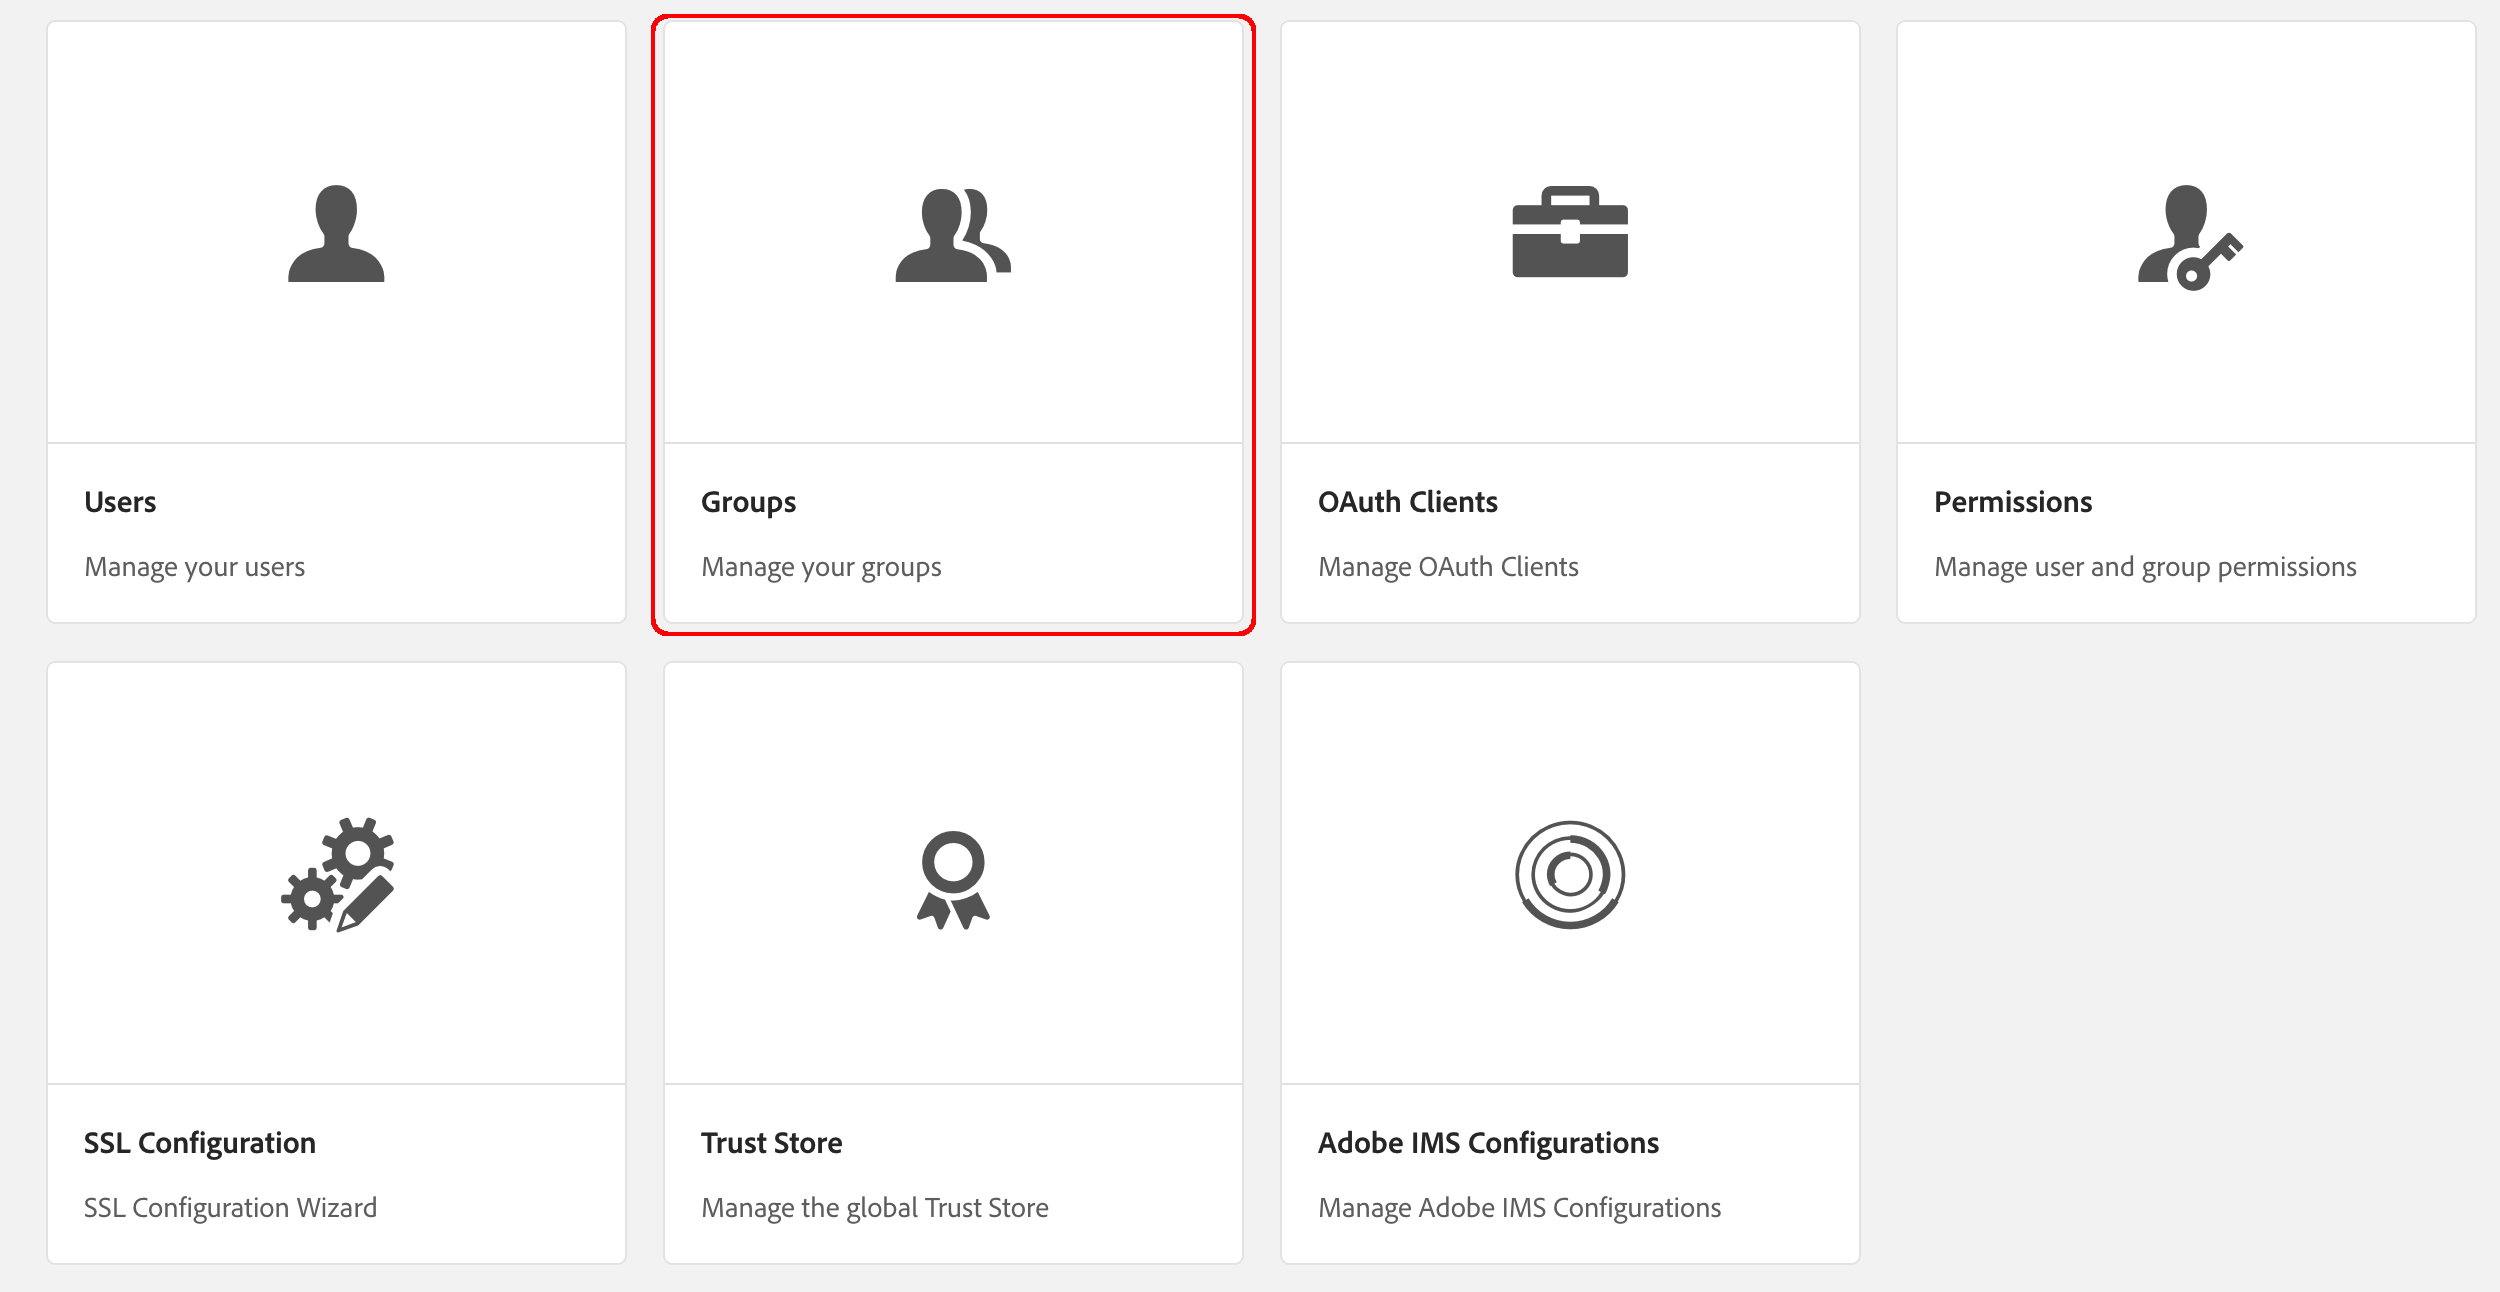 Users
Manage your users
Groups
Manage your groups
OAuth Clients
Manage OAuth Clients
Permissions
Manage user and group permissions
SSL Configuration
SSL Configuration Wizard
Trust Store
Manage the global Trust Store
Adobe IMS Configurations
Manage Adobe IMS Configurations